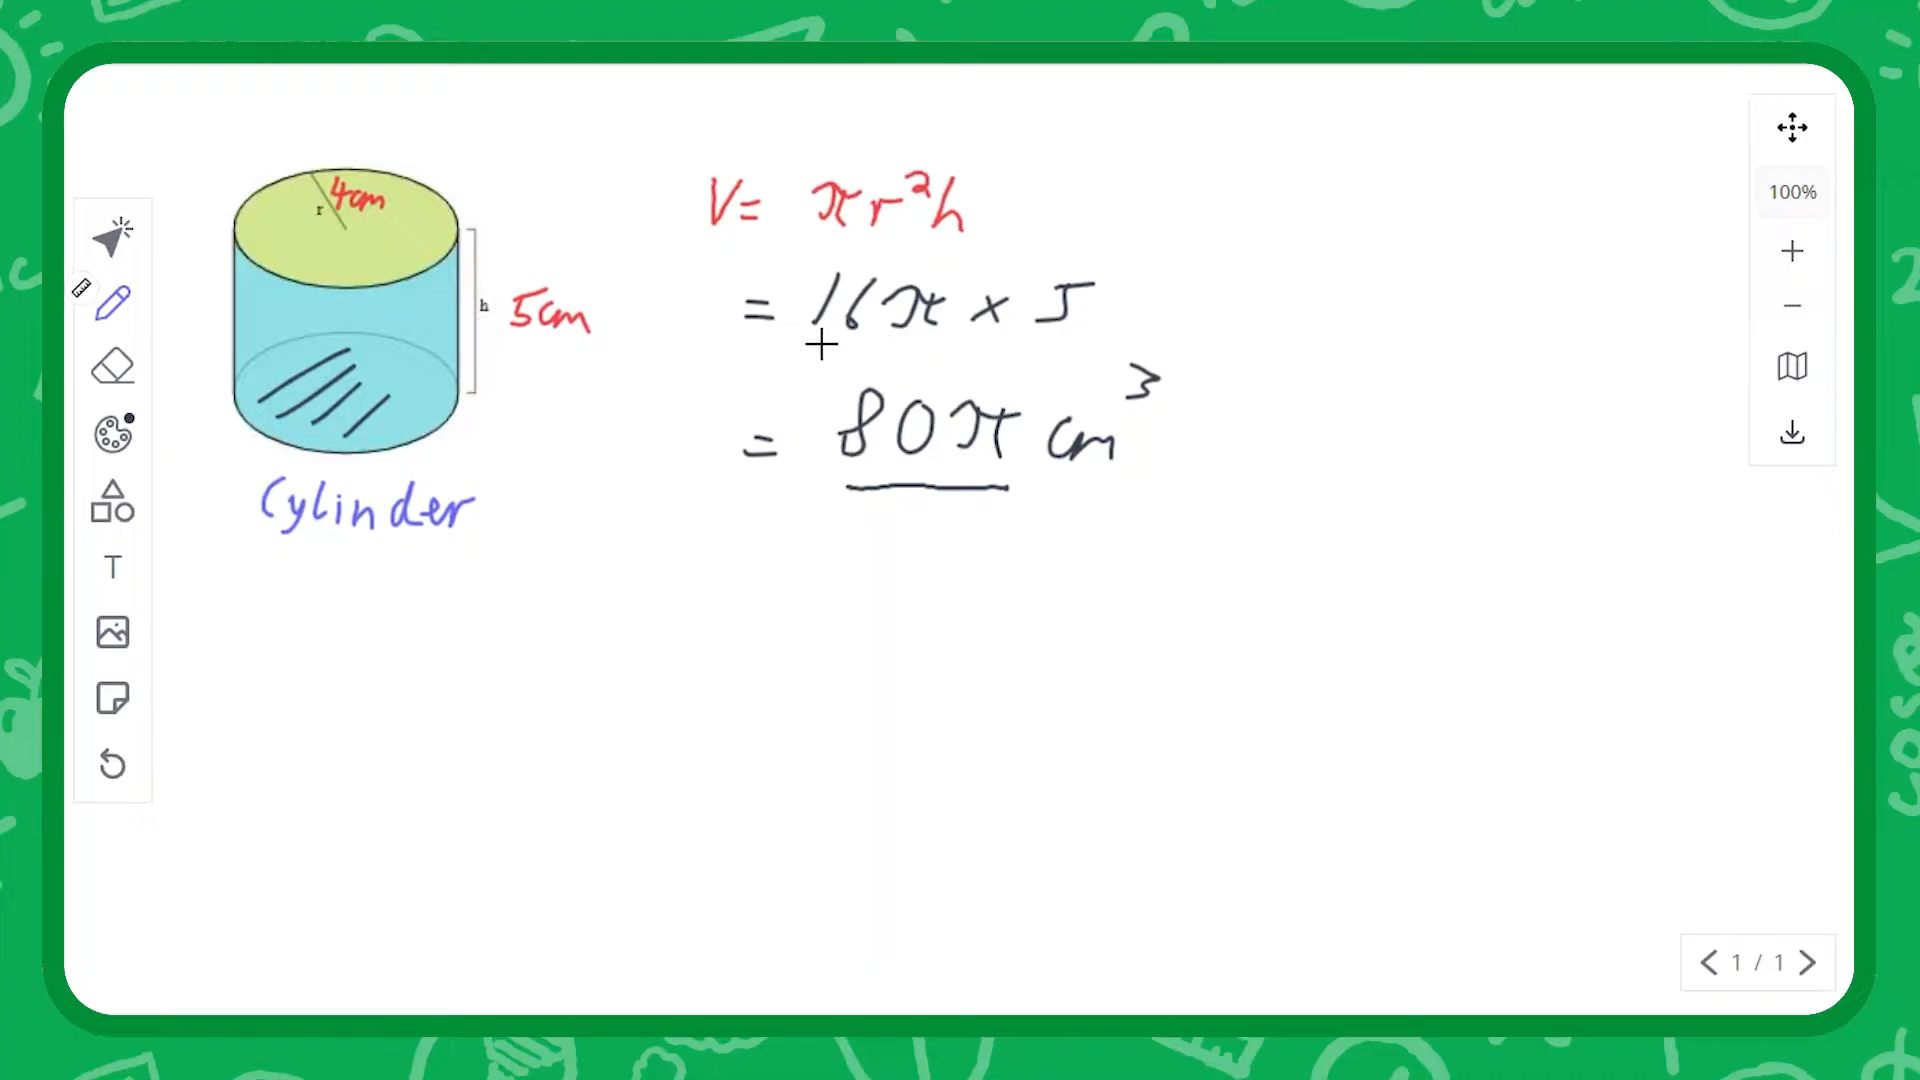 4cm
r
h
5cm
Cylinder
V= πr²h
= 16π × 5
= 80π cm³
100%
T
1 / 1